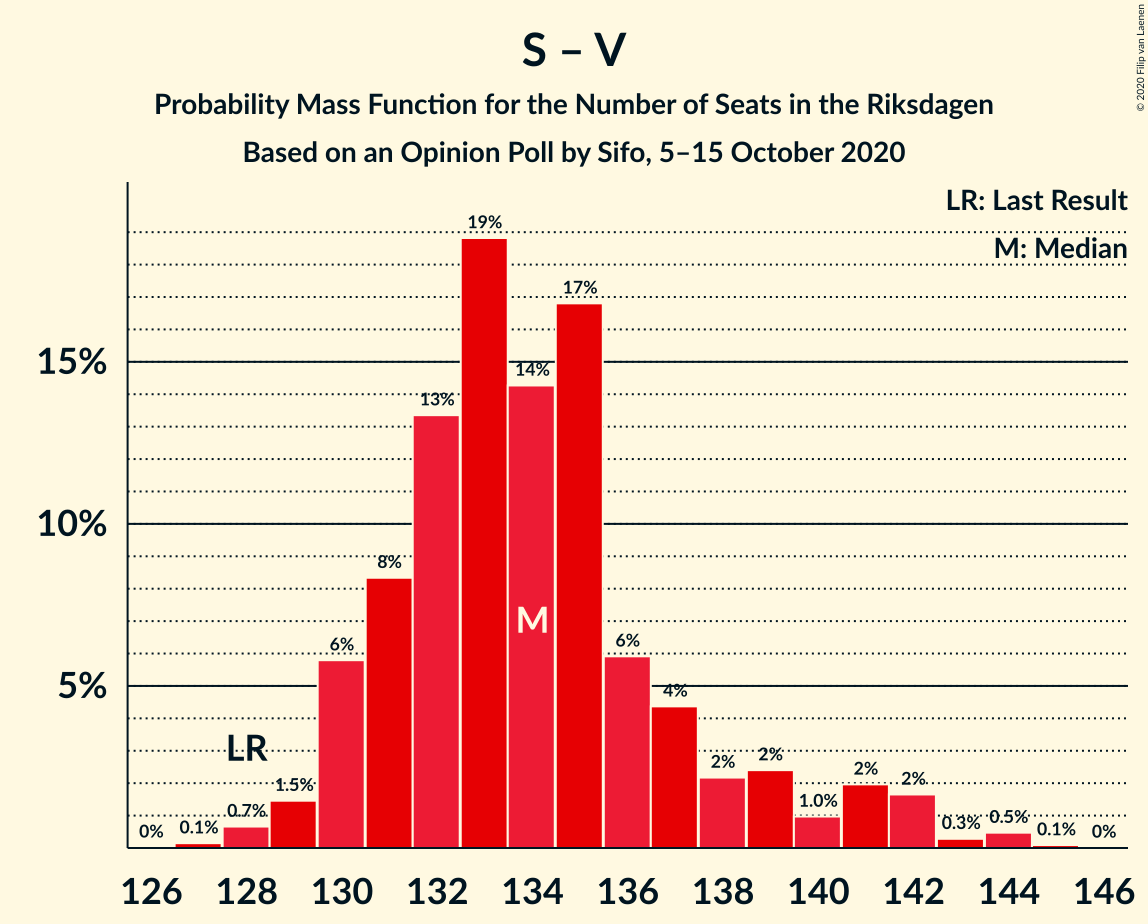 © 2020 Filip van Laenen
S – V
Probability Mass Function for the Number of Seats in the Riksdagen
Based on an Opinion Poll by Sifo, 5–15 October 2020
LR: Last Result
M: Median
15%
10%
5%
0%
0.1%
0.7%
1.5%
6%
8%
13%
19%
14%
17%
6%
4%
2%
2%
1.0%
2%
2%
0.3%
0.5%
0.1%
0%
LR
M
126 128 130 132 134 136 138 140 142 144 146